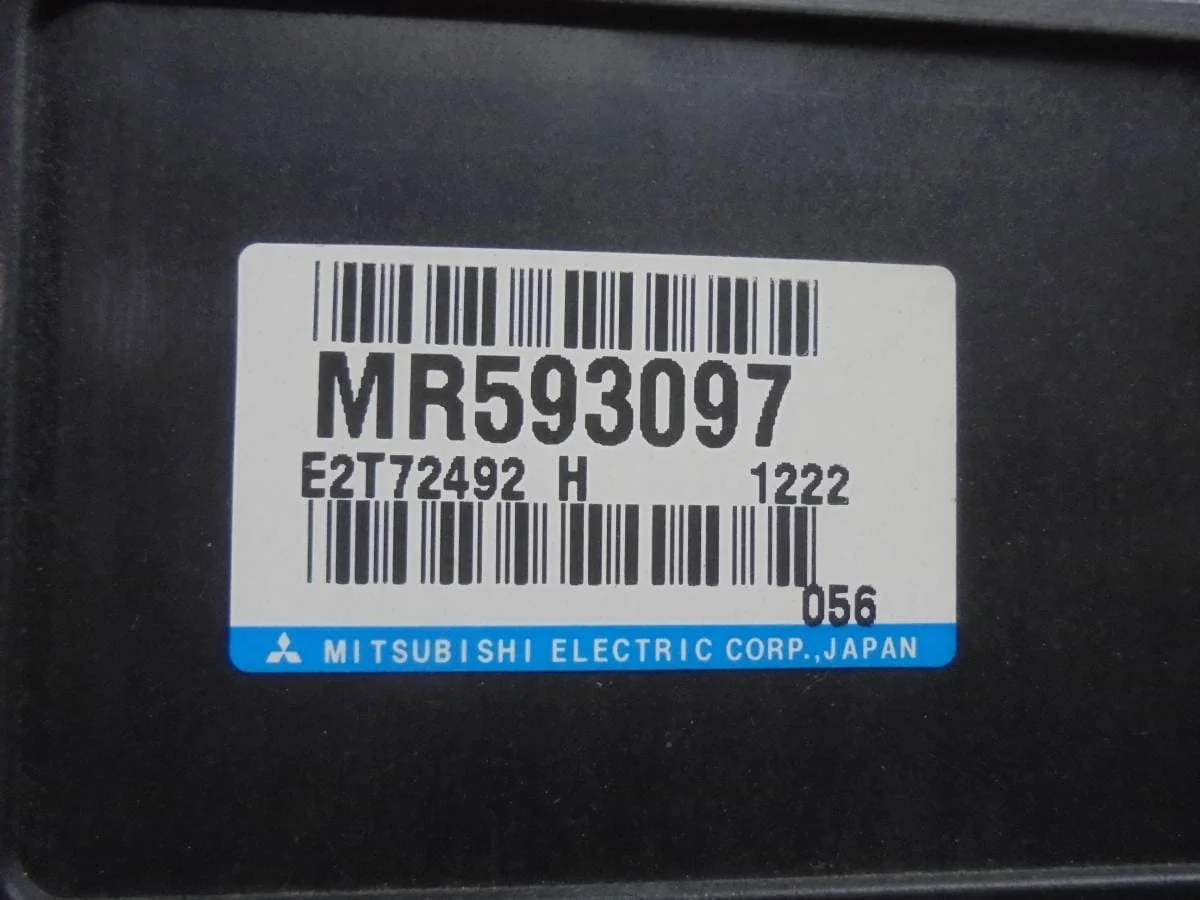 MR593097
E2T72492 H 1222
056
MITSUBISHI ELECTRIC CORP.,JAPAN